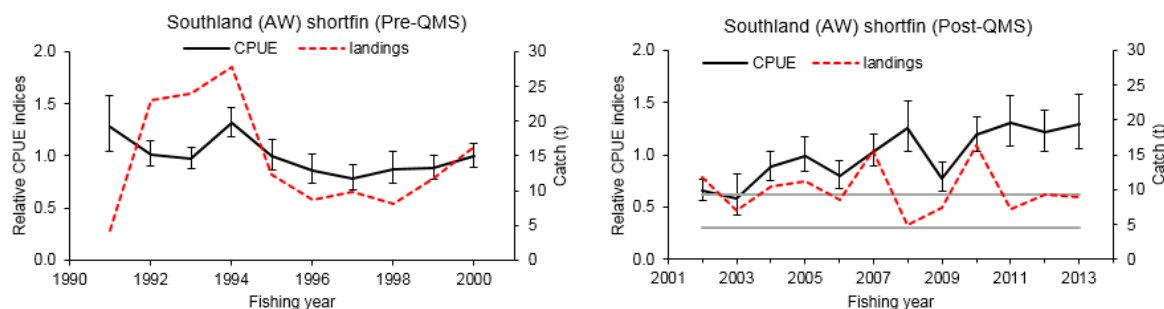 Southland (AW) shortfin (Pre-QMS)
CPUE landings
Relative CPUE indices
2.0
1.5
1.0
0.5
0.0
30
25
20
15
10
5
0
Catch (t)
1990 1992 1994 1996 1998 2000
Fishing year
Southland (AW) shortfin (Post-QMS)
CPUE landings
Relative CPUE indices
2.0
1.5
1.0
0.5
0.0
30
25
20
15
10
5
0
Catch (t)
2001 2003 2005 2007 2009 2011 2013
Fishing year